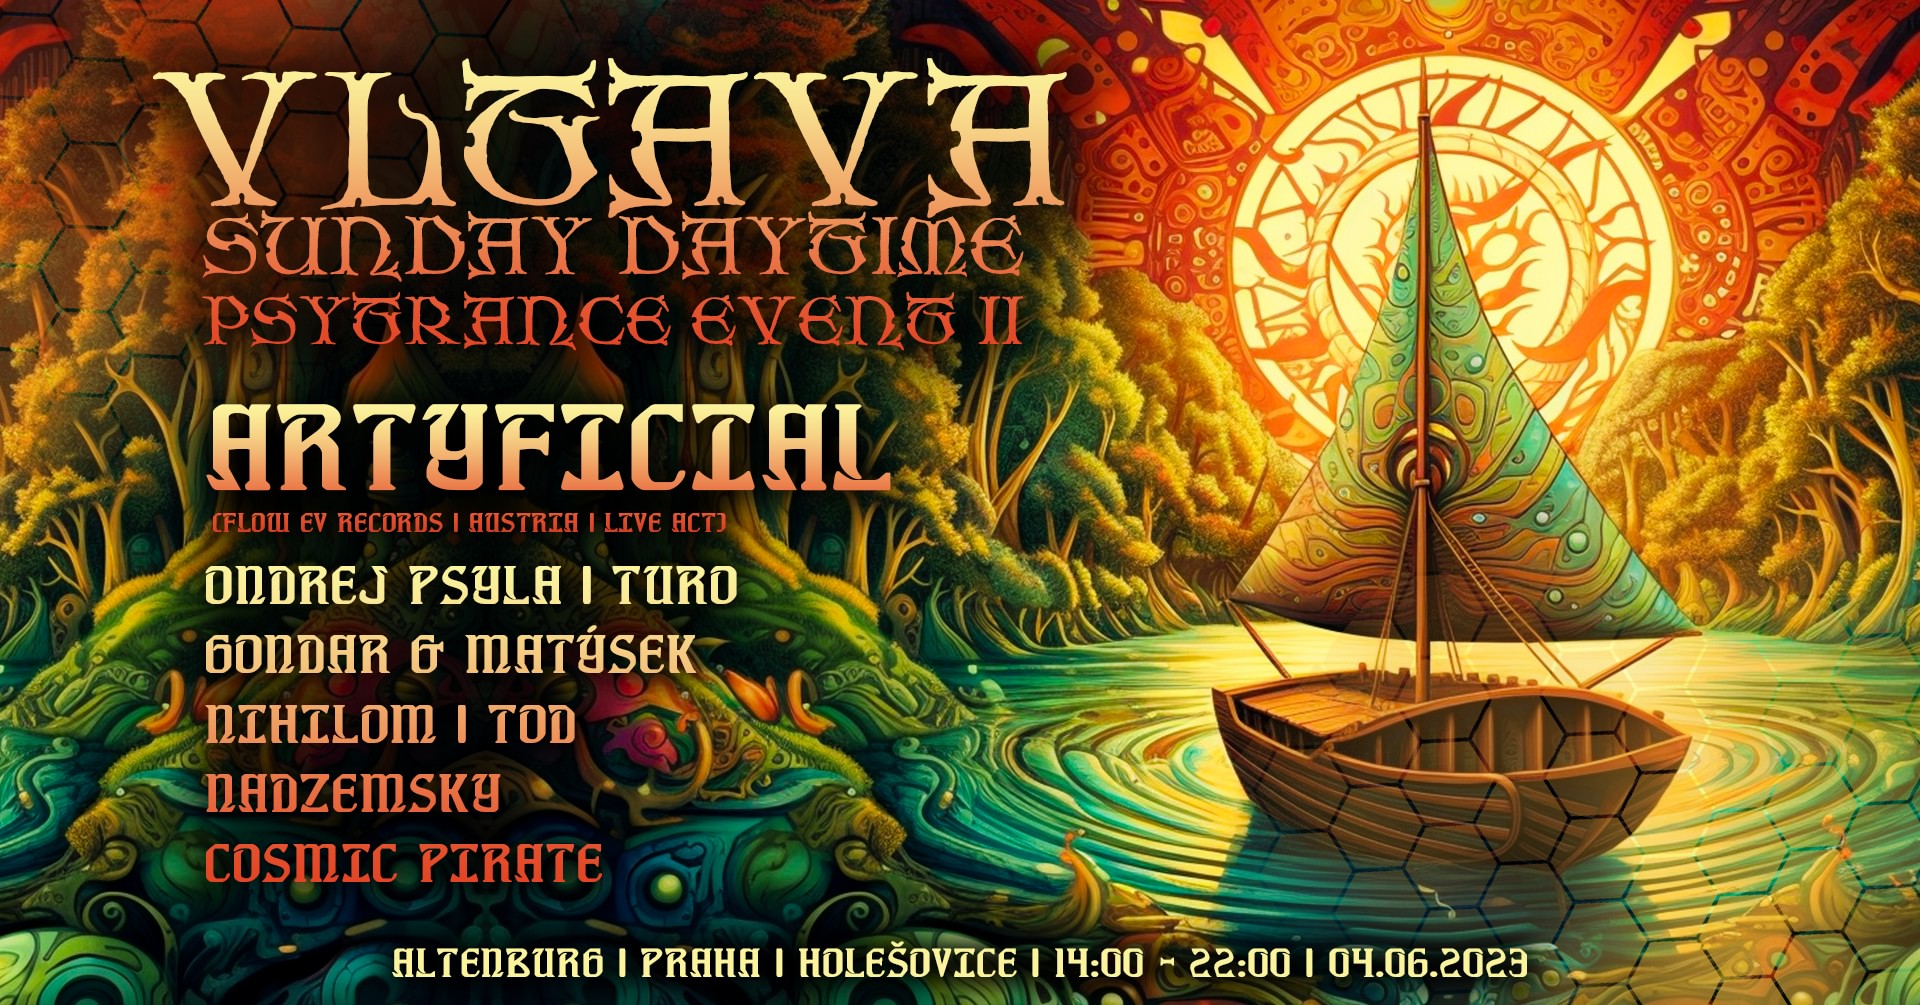 VLTAVA
SUNDAY DAYTIME
PSYTRANCE EVENT II
ARTYFICIAL
(FLOW EV RECORDS | AUSTRIA | LIVE ACT)
ONDREJ PSYLA | TURO
GONDAR & MATÝSEK
NIHILOM | TOD
NADZEMSKY
COSMIC PIRATE
ALTENBURG | PRAHA | HOLEŠOVICE | 14:00 - 22:00 | 04.06.2023